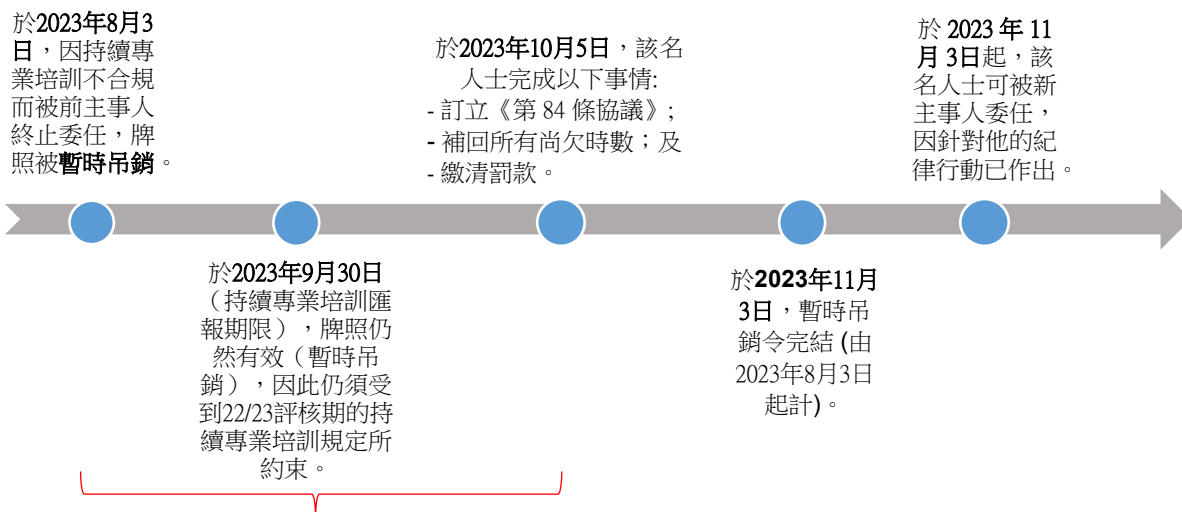 於2023年8月3
日，因持續專
業培訓不合規
而被前主事人
終止委任，牌
照被暫時吊銷。
於2023年9月30日
（持續專業培訓匯
報期限），牌照仍
然有效（暫時吊
銷），因此仍須受
到22/23評核期的持
續專業培訓規定所
約束。
於2023年10月5日，該名
人士完成以下事情:
- 訂立《第 84 條協議》;
- 補回所有尚欠時數；及
- 繳清罰款。
於2023年11月
3日，暫時吊
銷令完結 (由
2023年8月3日
起計)。
於 2023 年 11
月 3日起，該
名人士可被新
主事人委任，
因針對他的紀
律行動已作出。